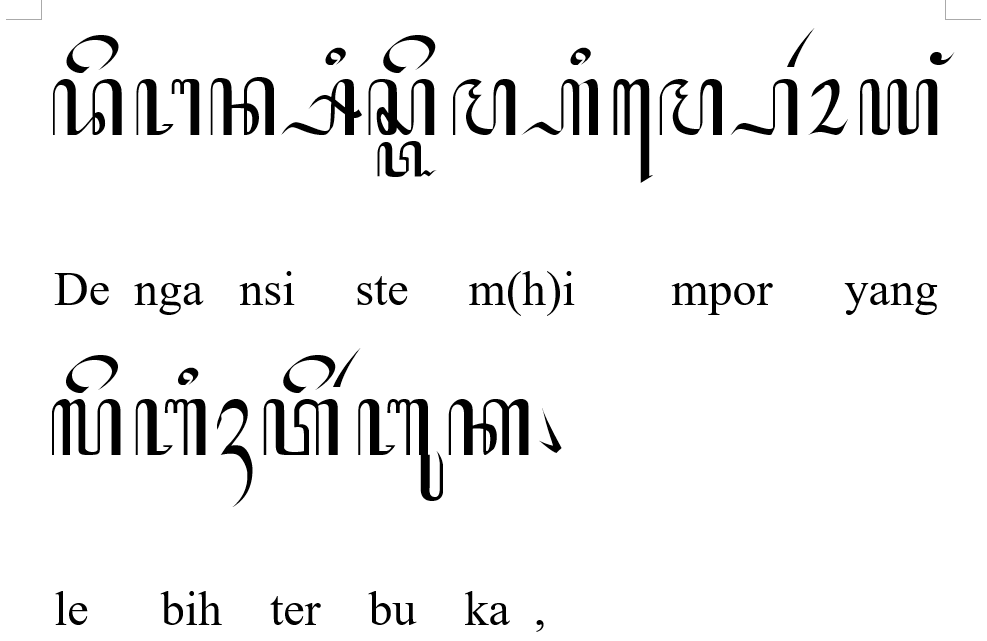 ꦢꦼꦔꦤ꧀ꦱꦶꦱ꧀ꦠꦼꦩ꧀ꦲꦶꦩ꧀ꦥꦺꦴꦂꦪꦁ
De nga nsi ste m(h)i mpor yang
ꦭꦼꦧꦶꦃꦠꦼꦂꦧꦸꦏ꧈
le bih ter bu ka ,